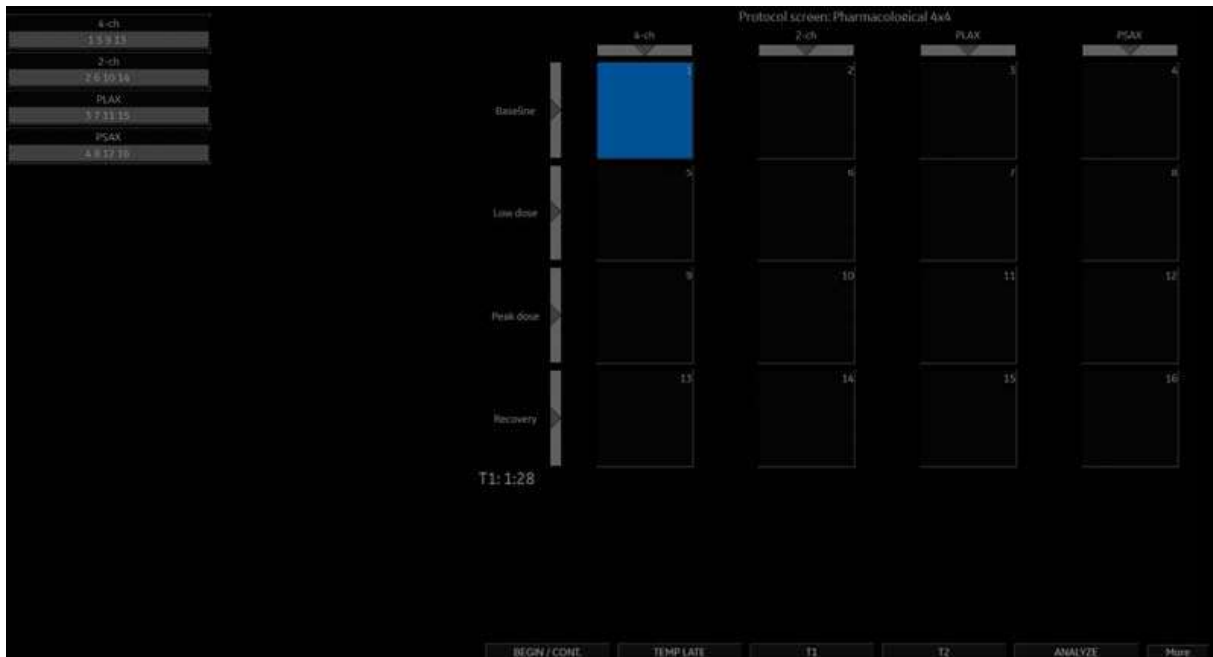 4-ch
1 5 9 13
2-ch
2 6 10 14
PLAX
3 7 11 15
PSAX
4 8 12 16
Protocol screen: Pharmacological 4x4
4-ch 2-ch PLAX PSAX
1 2 3 4
Baseline
5 6 7 8
Low dose
9 10 11 12
Peak dose
13 14 15 16
Recovery
T1: 1:28
BEGIN / CONT. TEMPLATE T1 T2 ANALYZE More